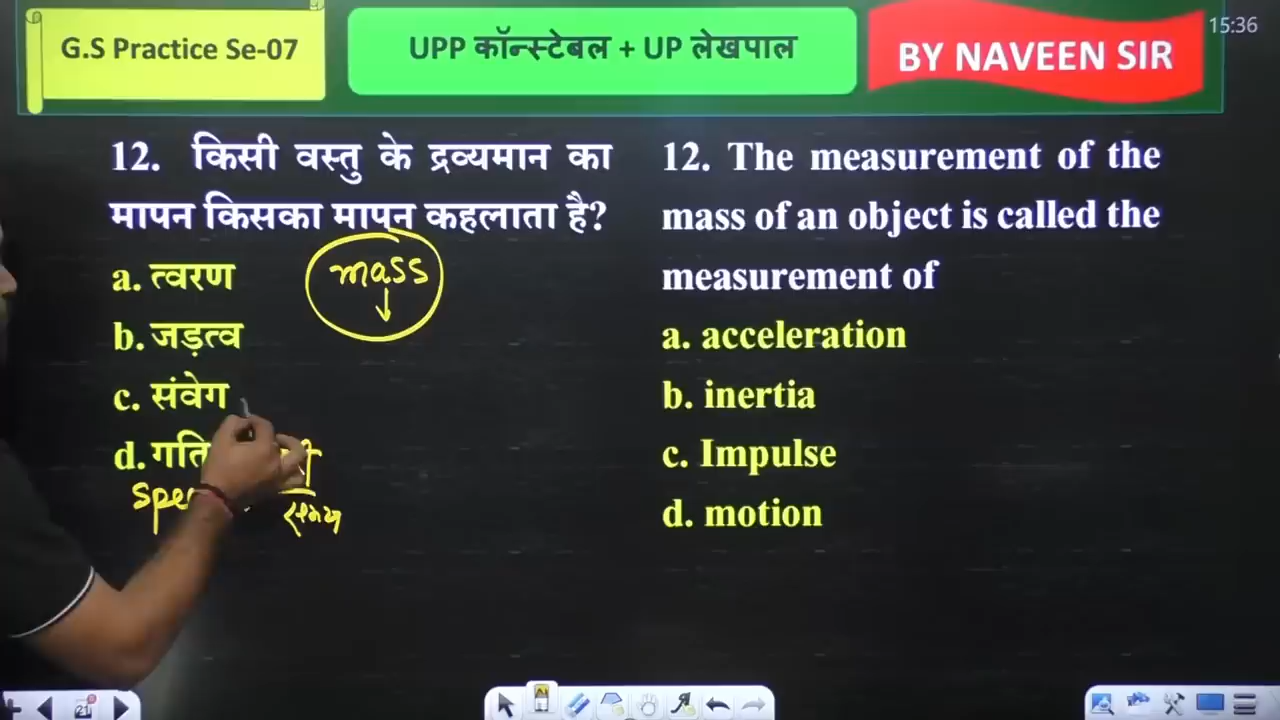 G.S Practice Se-07
UPP कॉन्स्टेबल + UP लेखपाल
BY NAVEEN SIR
15:36
12. किसी वस्तु के द्रव्यमान का
मापन किसका मापन कहलाता है?
a. त्वरण
b. जड़त्व
c. संवेग
d. गति
mass
समय
12. The measurement of the
mass of an object is called the
measurement of
a. acceleration
b. inertia
c. Impulse
d. motion
21